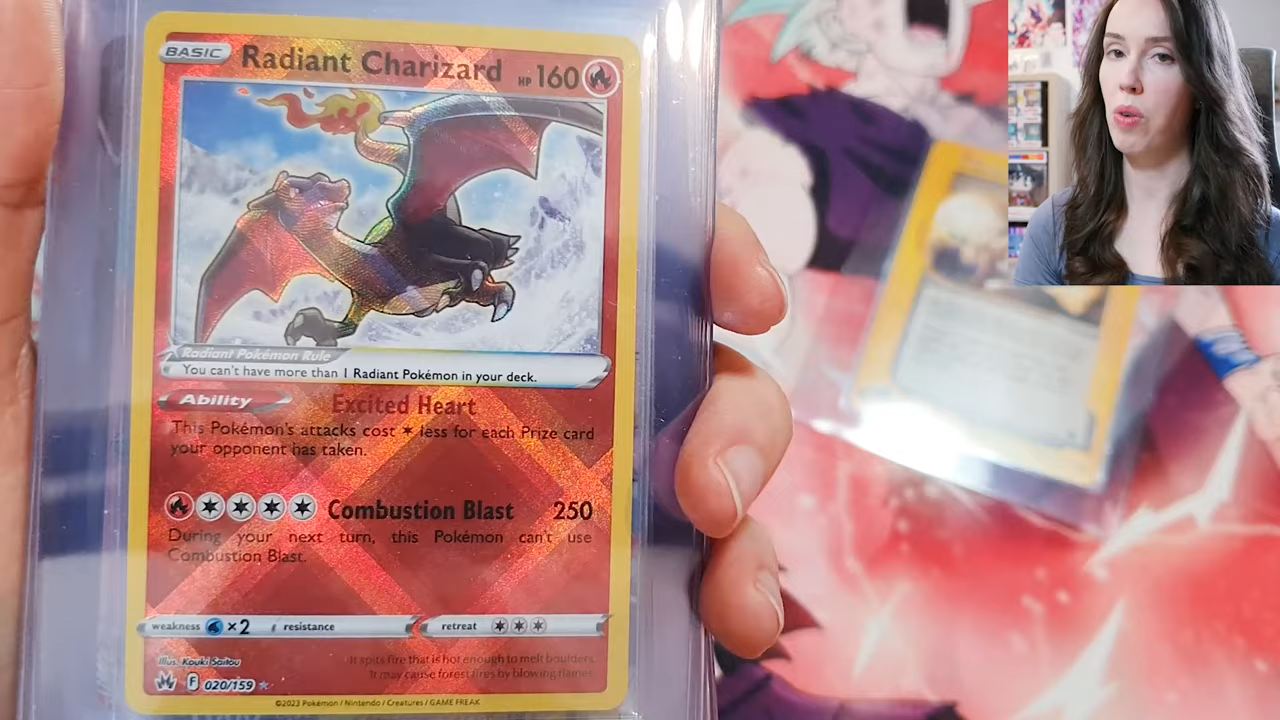 BASIC Radiant Charizard HP 160
Radiant Pokémon Rule
You can't have more than 1 Radiant Pokémon in your deck.
Ability Excited Heart
This Pokémon's attacks cost less for each Prize card
your opponent has taken.
Combustion Blast 250
During your next turn, this Pokémon can't use
Combustion Blast.
weakness ×2 resistance retreat
Illus. Kouki Saitou
It spits fire that is hot enough to melt boulders.
It may cause forest fires by blowing flames.
F 020/159
©2023 Pokémon / Nintendo / Creatures / GAME FREAK